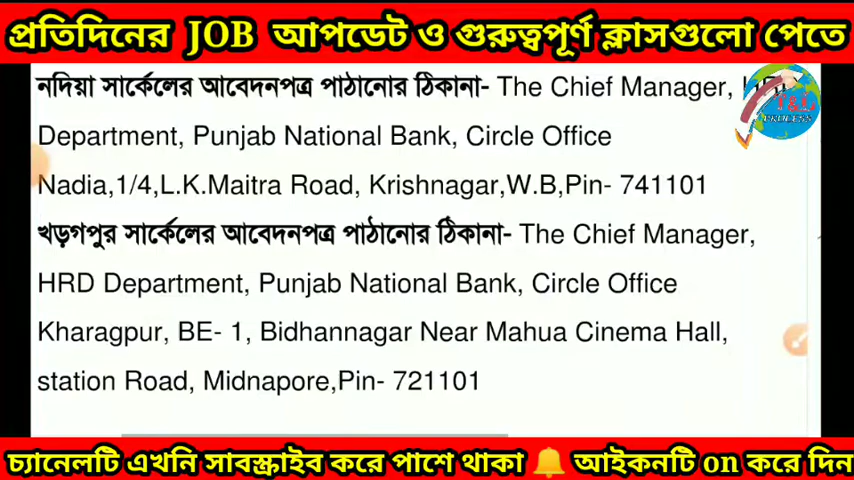 প্রতিদিনের JOB আপডেট ও গুরুত্বপূর্ণ ক্লাসগুলো পেতে
নদিয়া সার্কেলের আবেদনপত্র পাঠানোর ঠিকানা- The Chief Manager,
Department, Punjab National Bank, Circle Office
Nadia,1/4,L.K.Maitra Road, Krishnagar,W.B,Pin- 741101
খড়গপুর সার্কেলের আবেদনপত্র পাঠানোর ঠিকানা- The Chief Manager,
HRD Department, Punjab National Bank, Circle Office
Kharagpur, BE- 1, Bidhannagar Near Mahua Cinema Hall,
station Road, Midnapore,Pin- 721101
চ্যানেলটি এখনি সাবস্ক্রাইব করে পাশে থাকা 🔔 আইকনটি on করে দিন